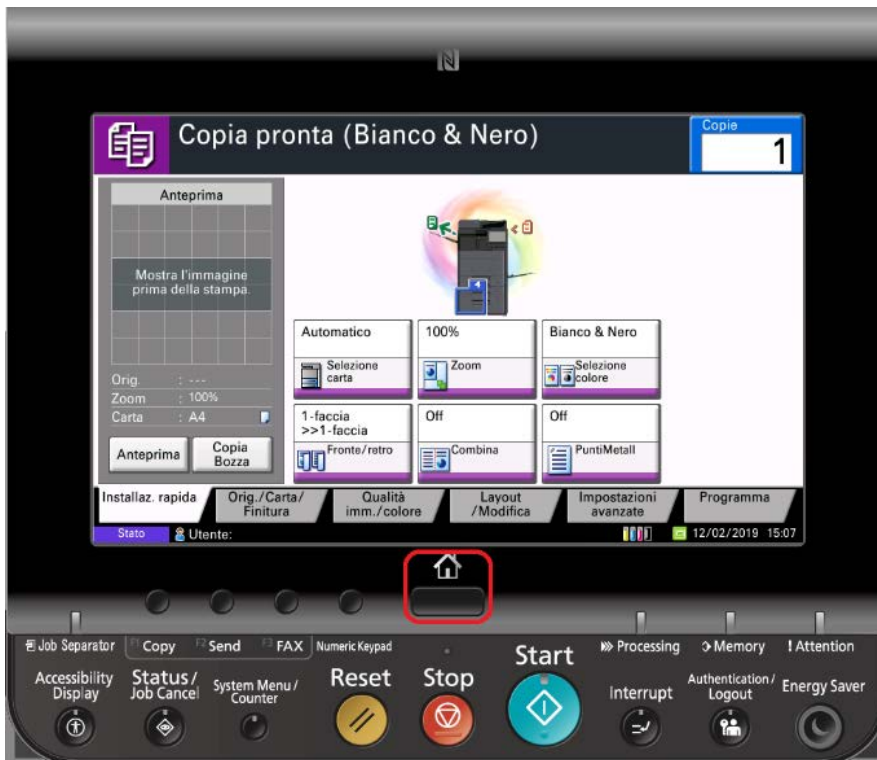 Copia pronta (Bianco & Nero)
Copie
1
Anteprima
Mostra l'immagine
prima della stampa.
Orig. : ---
Zoom : 100%
Carta : A4
Anteprima
Copia
Bozza
Automatico
Selezione
carta
100%
Zoom
Bianco & Nero
Selezione
colore
1-faccia
>>1-faccia
Fronte/retro
Off
Combina
Off
PuntiMetall
Installaz. rapida
Orig./Carta/
Finitura
Qualità
imm./colore
Layout
/Modifica
Impostazioni
avanzate
Programma
Stato
Utente:
12/02/2019 15:07
Job Separator
F1 Copy
F2 Send
F3 FAX
Numeric Keypad
Processing
Memory
Attention
Accessibility
Display
Status/
Job Cancel
System Menu/
Counter
Reset
Stop
Start
Interrupt
Authentication/
Logout
Energy Saver